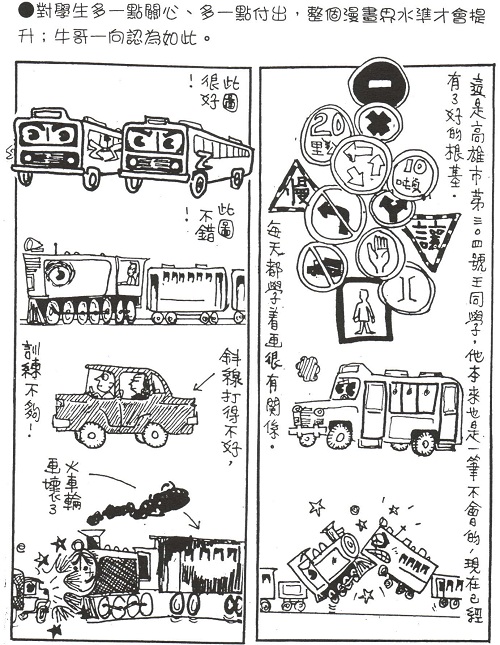 ●對學生多一點關心、多一點付出，整個漫畫界水準才會提
升；牛哥一向認為如此。
這是高雄市第三〇四號王同學，他本來也是一筆不會的，現在已經
有了好的根基。
每天都學着画很有關係。
20
10
噸
慢
讓
此圖
很好！
此圖
不錯！
斜線打得不好，
訓練不夠！
火車輪
画壞了